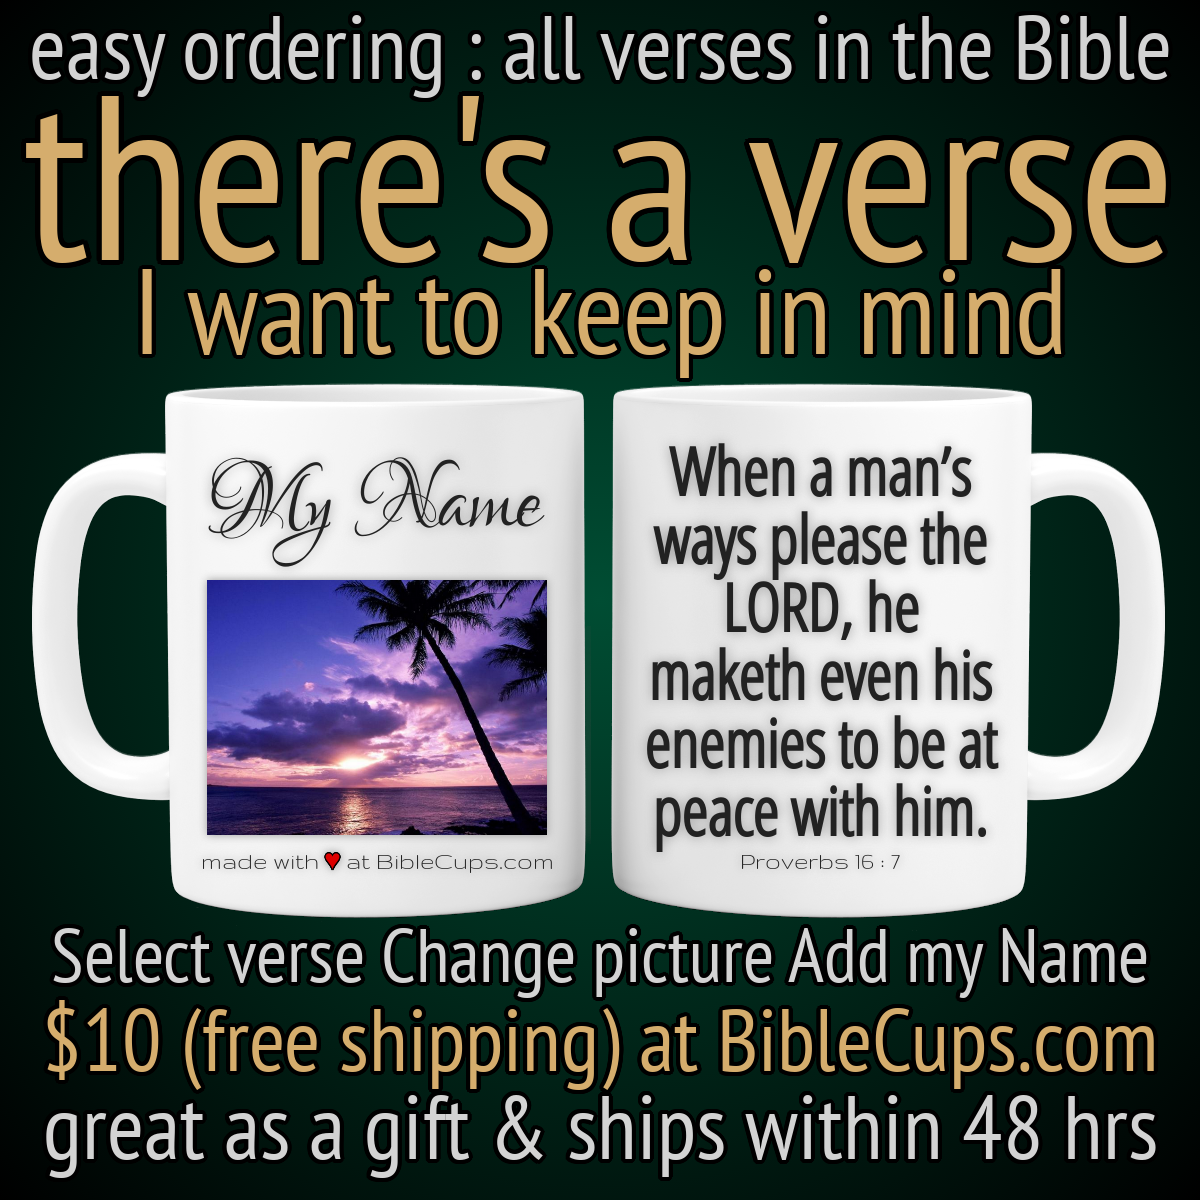 easy ordering : all verses in the Bible
there's a verse
I want to keep in mind
My Name
made with ♥ at BibleCups.com
When a man’s
ways please the
LORD, he
maketh even his
enemies to be at
peace with him.
Proverbs 16 : 7
Select verse Change picture Add my Name
$10 (free shipping) at BibleCups.com
great as a gift & ships within 48 hrs